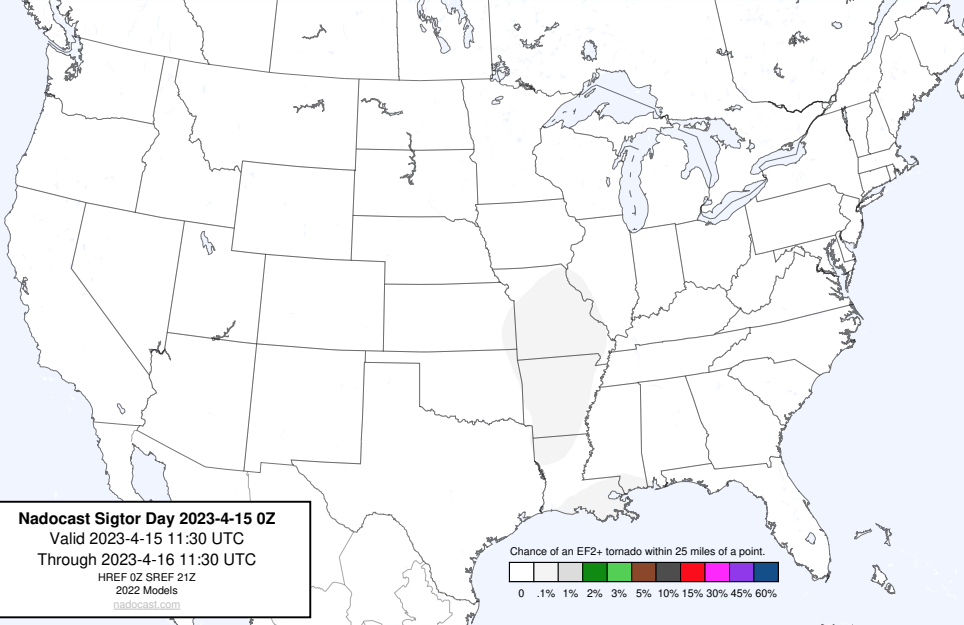 Nadocast Sigtor Day 2023-4-15 0Z
Valid 2023-4-15 11:30 UTC
Through 2023-4-16 11:30 UTC
HREF 0Z SREF 21Z
2022 Models
nadocast.com
Chance of an EF2+ tornado within 25 miles of a point.
0 .1% 1% 2% 3% 5% 10% 15% 30% 45% 60%